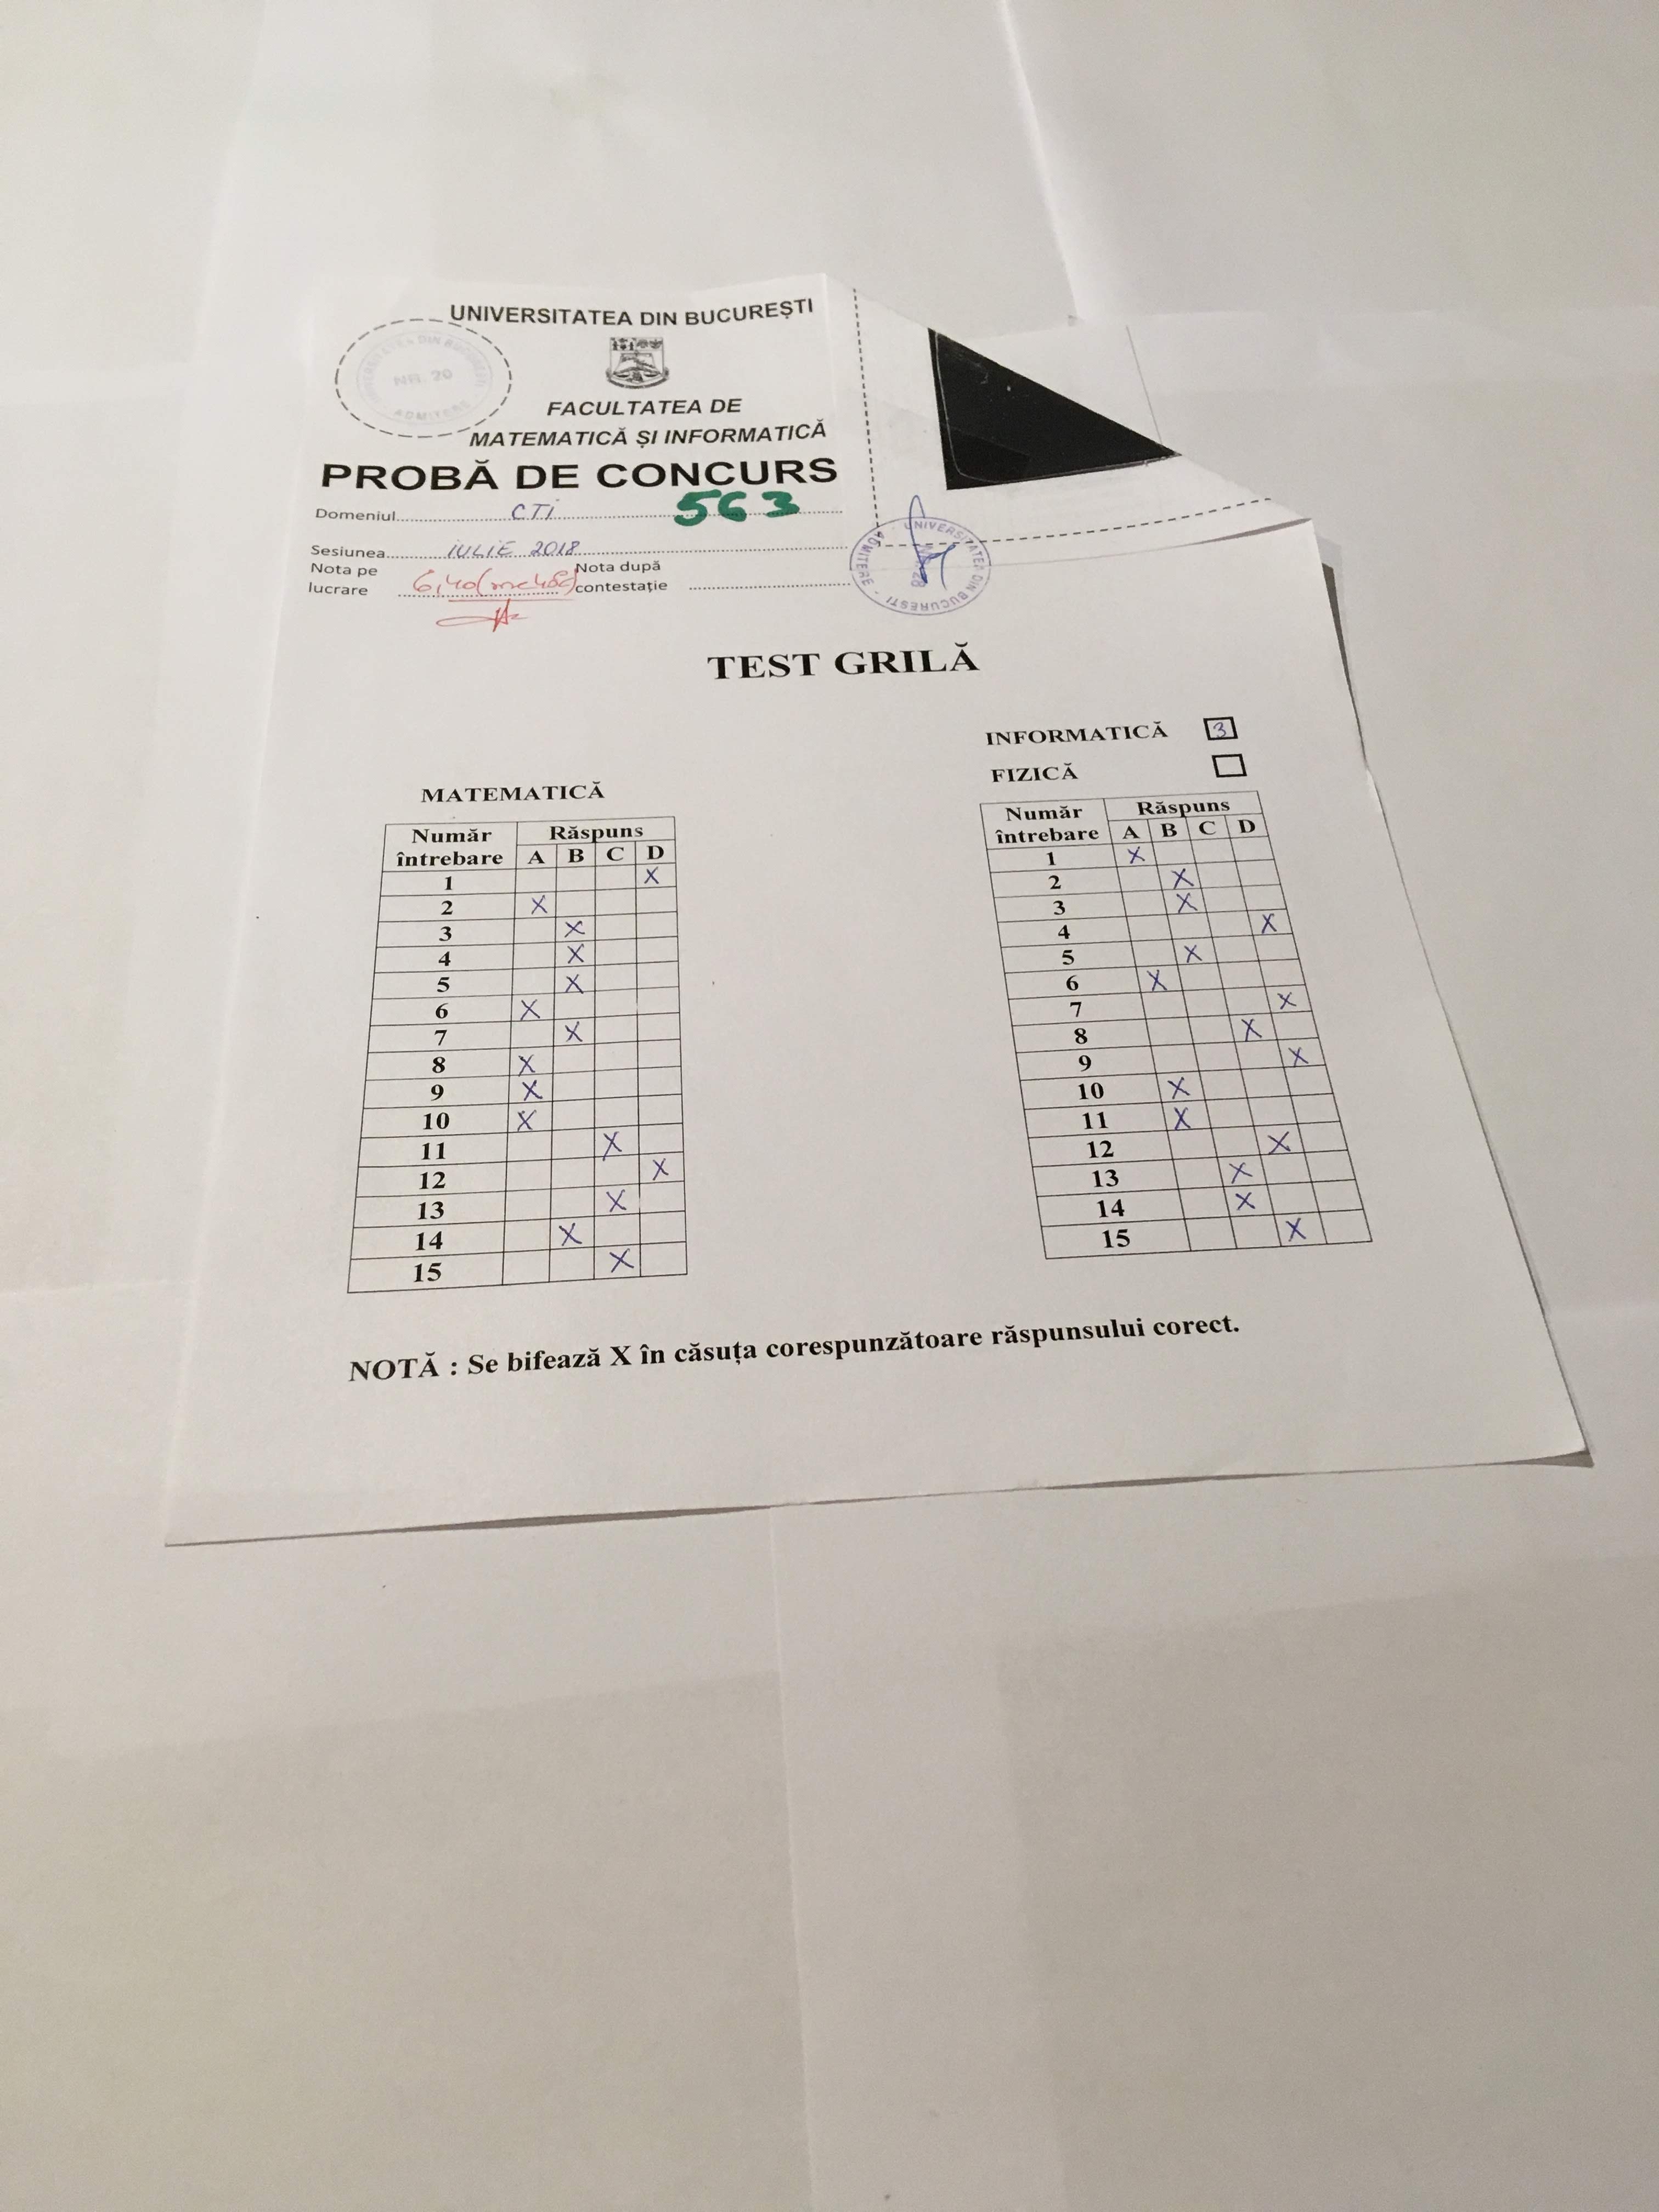 UNIVERSITATEA DIN BUCUREȘTI
UNIVERSITATEA DIN BUCURESTI
NR. 20
ADMITERE
FACULTATEA DE
MATEMATICĂ ȘI INFORMATICĂ
PROBĂ DE CONCURS
Domeniul CTI 563
Sesiunea IULIE 2018
Nota pe Nota după
lucrare 6,40 contestație
UNIVERSITATEA DIN BUCURESTI - ADMITERE -
TEST GRILĂ
INFORMATICĂ 3
FIZICĂ
MATEMATICĂ
Număr Răspuns
întrebare A B C D
1 X
2 X
3 X
4 X
5 X
6 X
7 X
8 X
9 X
10 X
11 X
12 X
13 X
14 X
15 X
Număr Răspuns
întrebare A B C D
1 X
2 X
3 X
4 X
5 X
6 X
7 X
8 X
9 X
10 X
11 X
12 X
13 X
14 X
15 X
NOTĂ : Se bifează X în căsuța corespunzătoare răspunsului corect.